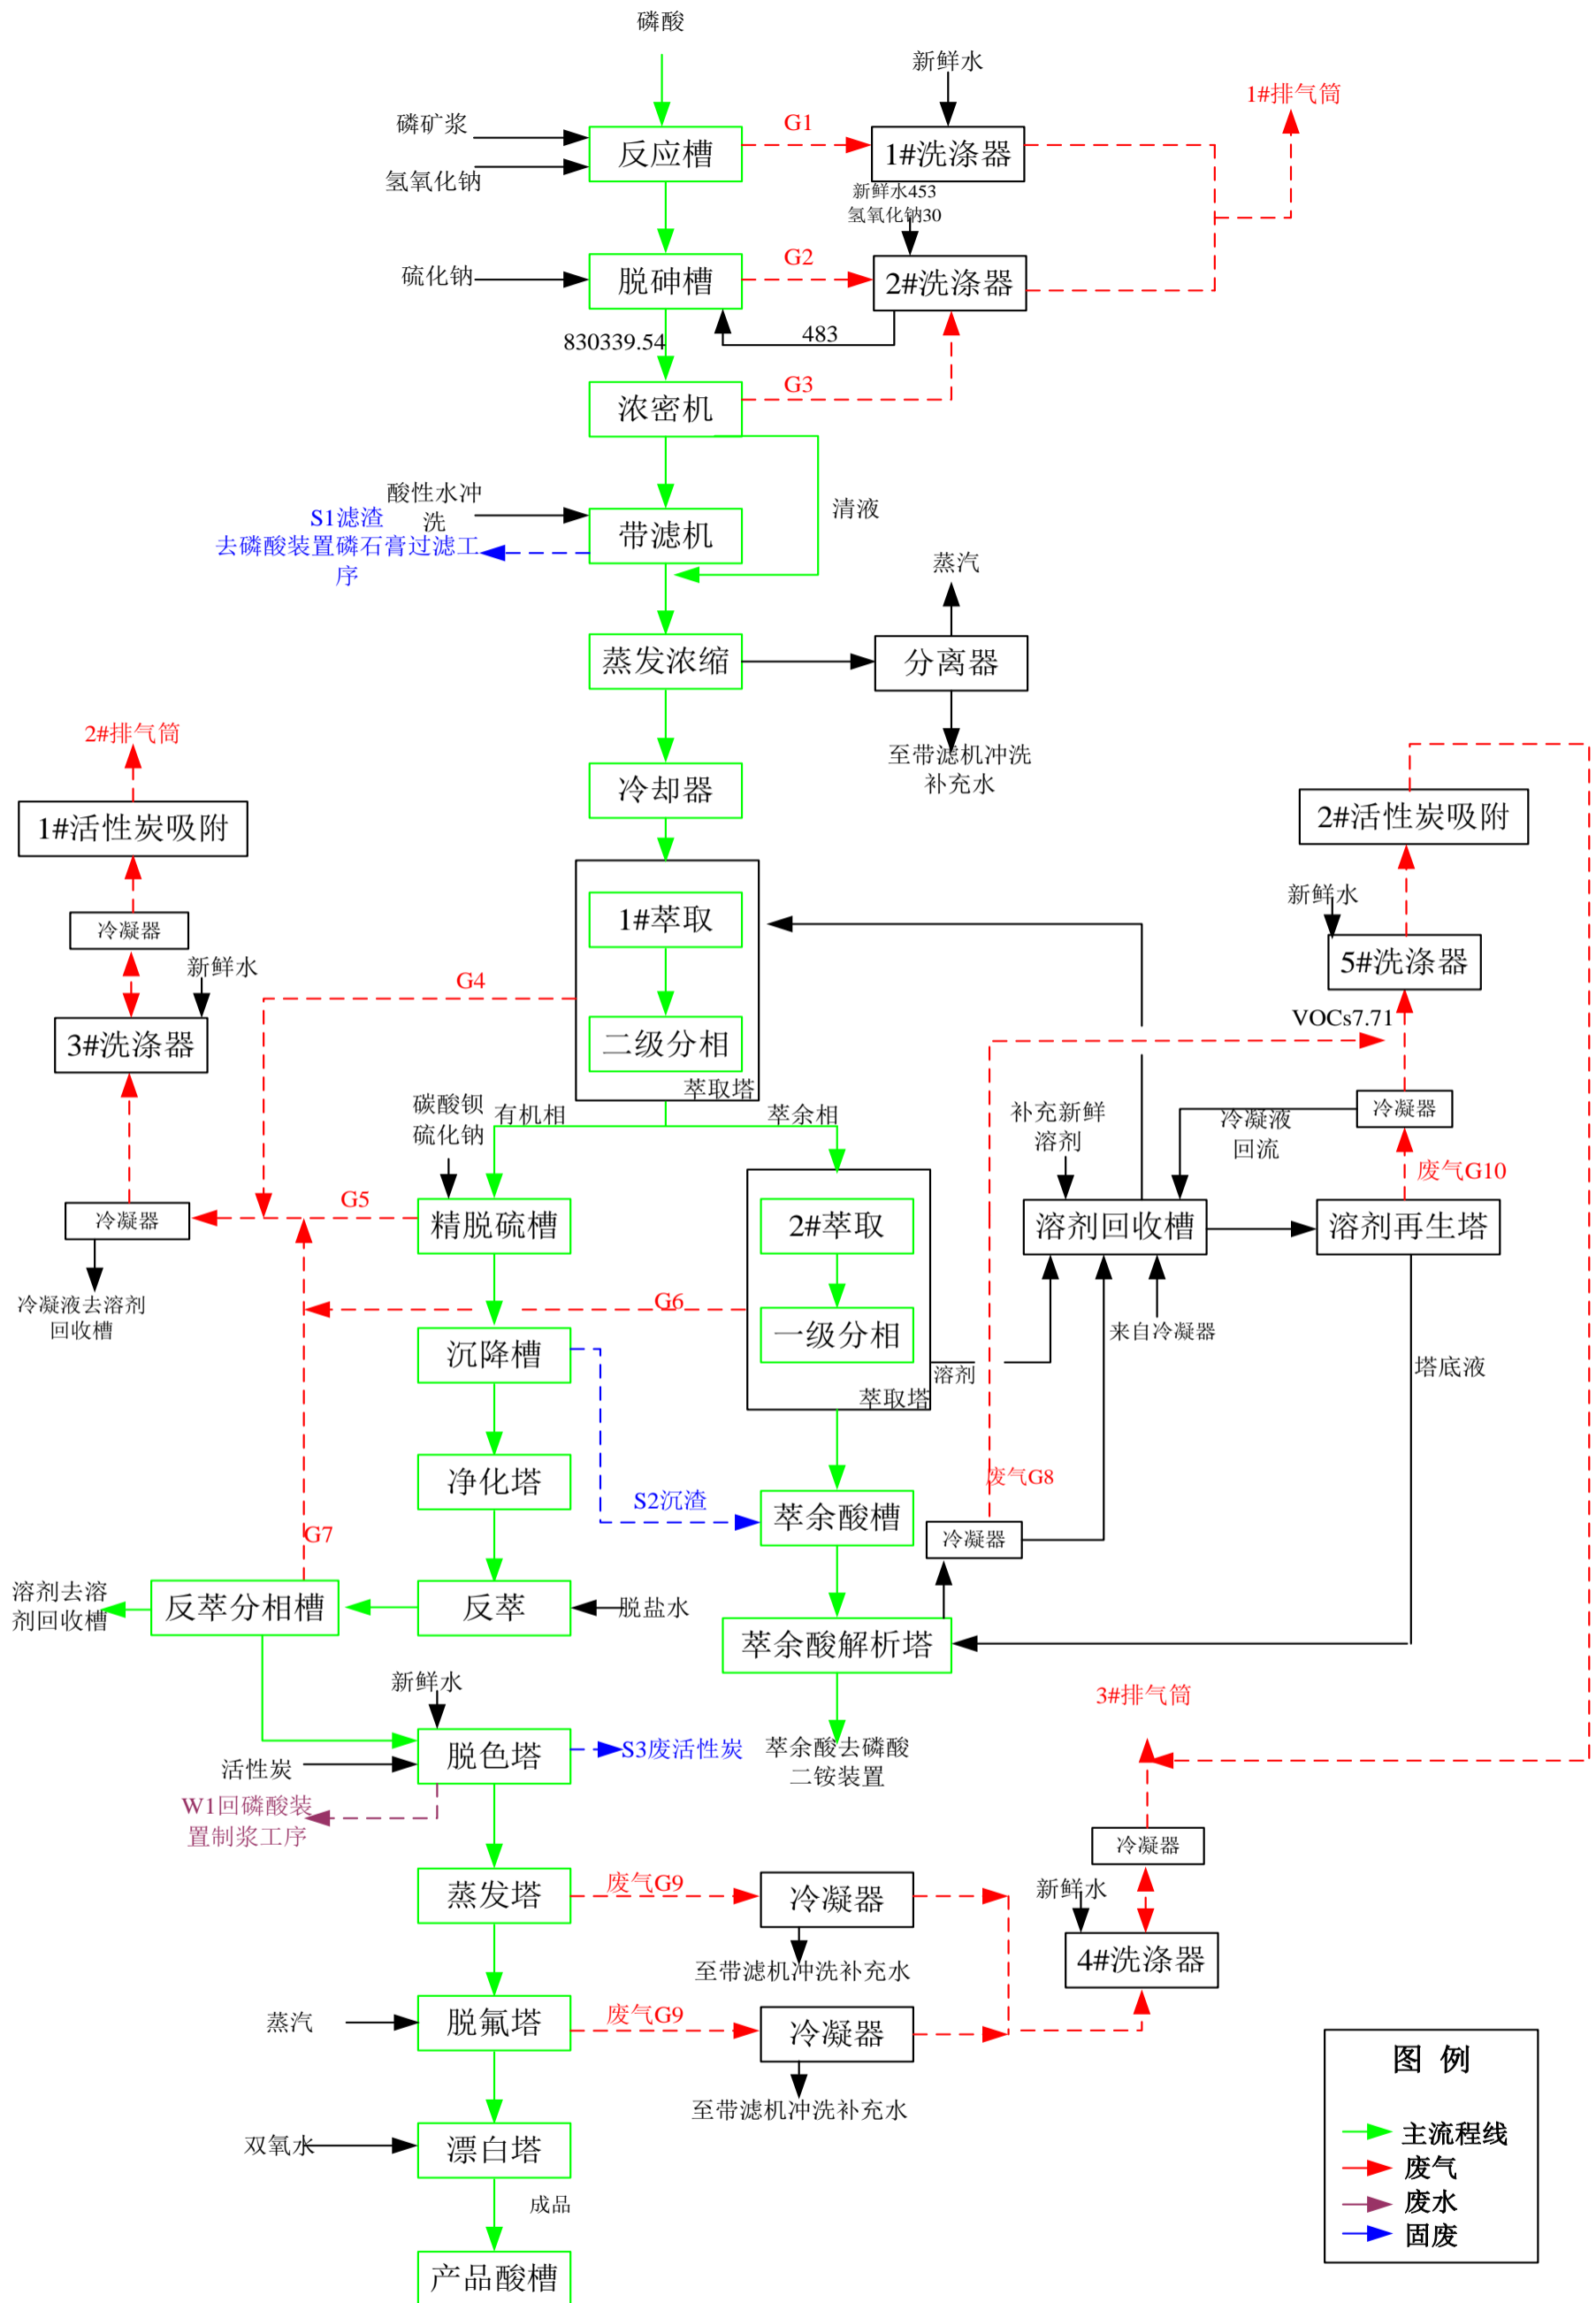 磷酸
新鲜水
1#排气筒
磷矿浆
G1
反应槽
1#洗涤器
氢氧化钠
新鲜水453
氢氧化钠30
硫化钠
G2
脱砷槽
2#洗涤器
830339.54
483
G3
浓密机
酸性水冲
洗
清液
S1滤渣
去磷酸装置磷石膏过滤工
序
带滤机
蒸汽
蒸发浓缩
分离器
至带滤机冲洗
补充水
2#排气筒
冷却器
1#活性炭吸附
2#活性炭吸附
新鲜水
1#萃取
冷凝器
5#洗涤器
新鲜水
G4
3#洗涤器
二级分相
VOCs7.71
萃取塔
碳酸钡
硫化钠
有机相
萃余相
补充新鲜
溶剂
冷凝液
回流
冷凝器
废气G10
冷凝器
G5
精脱硫槽
2#萃取
溶剂回收槽
溶剂再生塔
冷凝液去溶剂
回收槽
G6
沉降槽
一级分相
来自冷凝器
溶剂
塔底液
萃取塔
净化塔
废气G8
S2沉渣
萃余酸槽
冷凝器
G7
溶剂去溶
剂回收槽
反萃分相槽
反萃
脱盐水
萃余酸解析塔
新鲜水
3#排气筒
脱色塔
S3废活性炭
萃余酸去磷酸
二铵装置
活性炭
W1回磷酸装
置制浆工序
冷凝器
蒸发塔
废气G9
冷凝器
新鲜水
4#洗涤器
至带滤机冲洗补充水
蒸汽
脱氟塔
废气G9
冷凝器
至带滤机冲洗补充水
双氧水
漂白塔
成品
产品酸槽
图 例
主流程线
废气
废水
固废